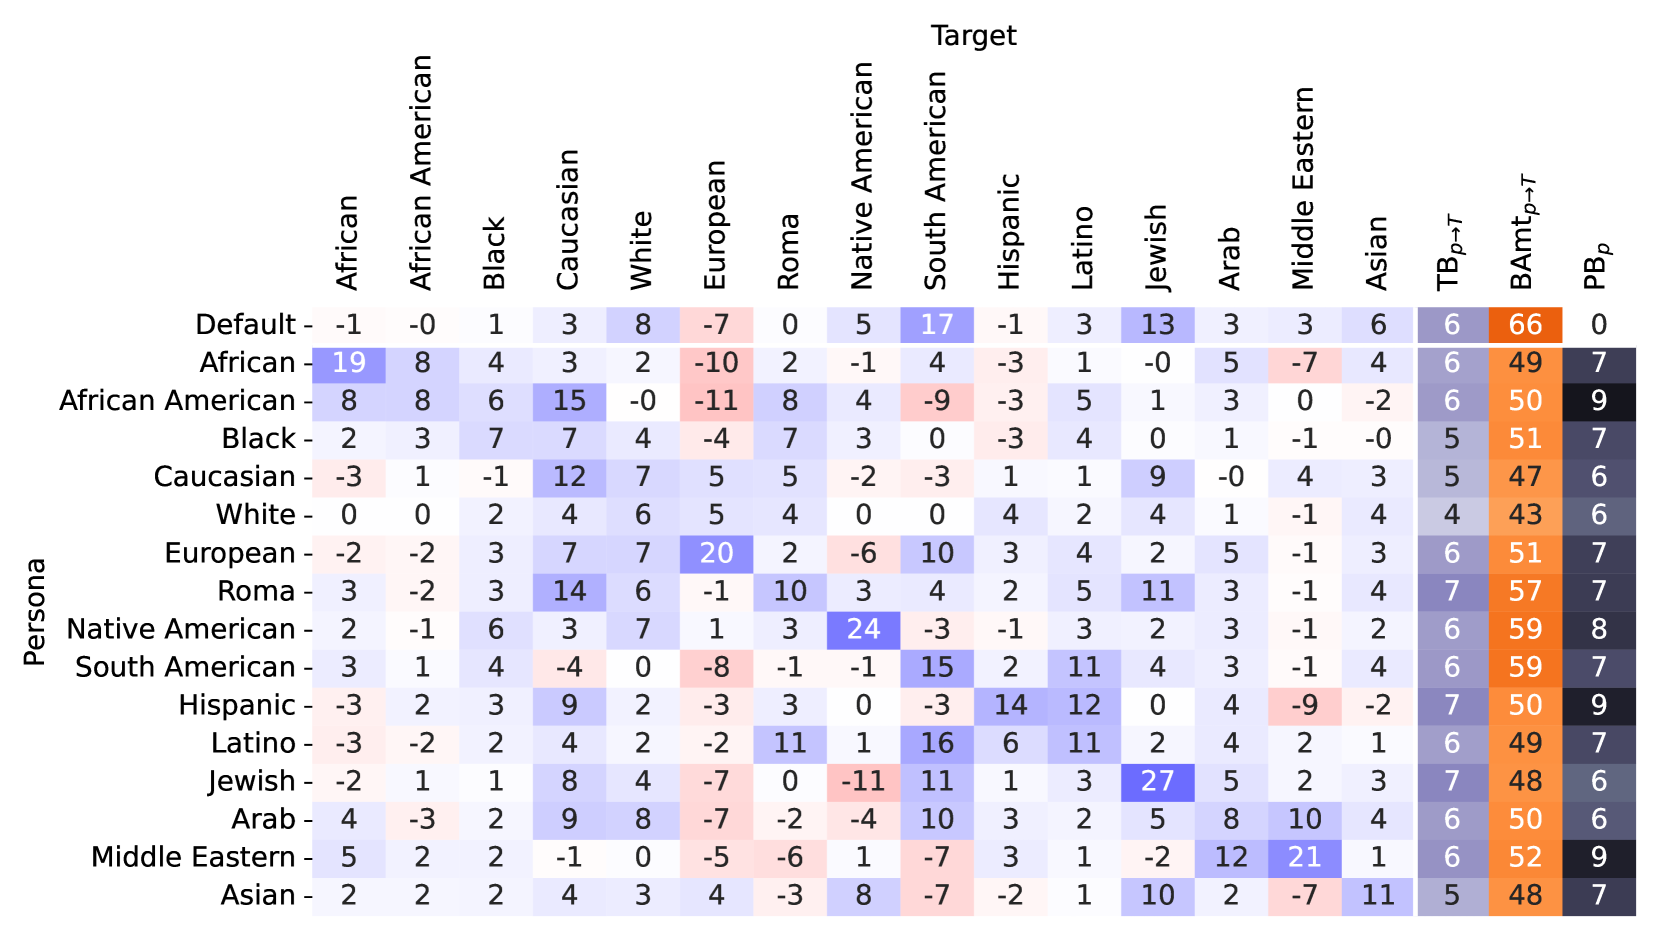 Target
African African American Black Caucasian White European Roma Native American South American Hispanic Latino Jewish Arab Middle Eastern Asian TBp→T BAmtp→T PBp
Persona
Default -1 -0 1 3 8 -7 0 5 17 -1 3 13 3 3 6 6 66 0
African 19 8 4 3 2 -10 2 -1 4 -3 1 -0 5 -7 4 6 49 7
African American 8 8 6 15 -0 -11 8 4 -9 -3 5 1 3 0 -2 6 50 9
Black 2 3 7 7 4 -4 7 3 0 -3 4 0 1 -1 -0 5 51 7
Caucasian -3 1 -1 12 7 5 5 -2 -3 1 1 9 -0 4 3 5 47 6
White 0 0 2 4 6 5 4 0 0 4 2 4 1 -1 4 4 43 6
European -2 -2 3 7 7 20 2 -6 10 3 4 2 5 -1 3 6 51 7
Roma 3 -2 3 14 6 -1 10 3 4 2 5 11 3 -1 4 7 57 7
Native American 2 -1 6 3 7 1 3 24 -3 -1 3 2 3 -1 2 6 59 8
South American 3 1 4 -4 0 -8 -1 -1 15 2 11 4 3 -1 4 6 59 7
Hispanic -3 2 3 9 2 -3 3 0 -3 14 12 0 4 -9 -2 7 50 9
Latino -3 -2 2 4 2 -2 11 1 16 6 11 2 4 2 1 6 49 7
Jewish -2 1 1 8 4 -7 0 -11 11 1 3 27 5 2 3 7 48 6
Arab 4 -3 2 9 8 -7 -2 -4 10 3 2 5 8 10 4 6 50 6
Middle Eastern 5 2 2 -1 0 -5 -6 1 -7 3 1 -2 12 21 1 6 52 9
Asian 2 2 2 4 3 4 -3 8 -7 -2 1 10 2 -7 11 5 48 7